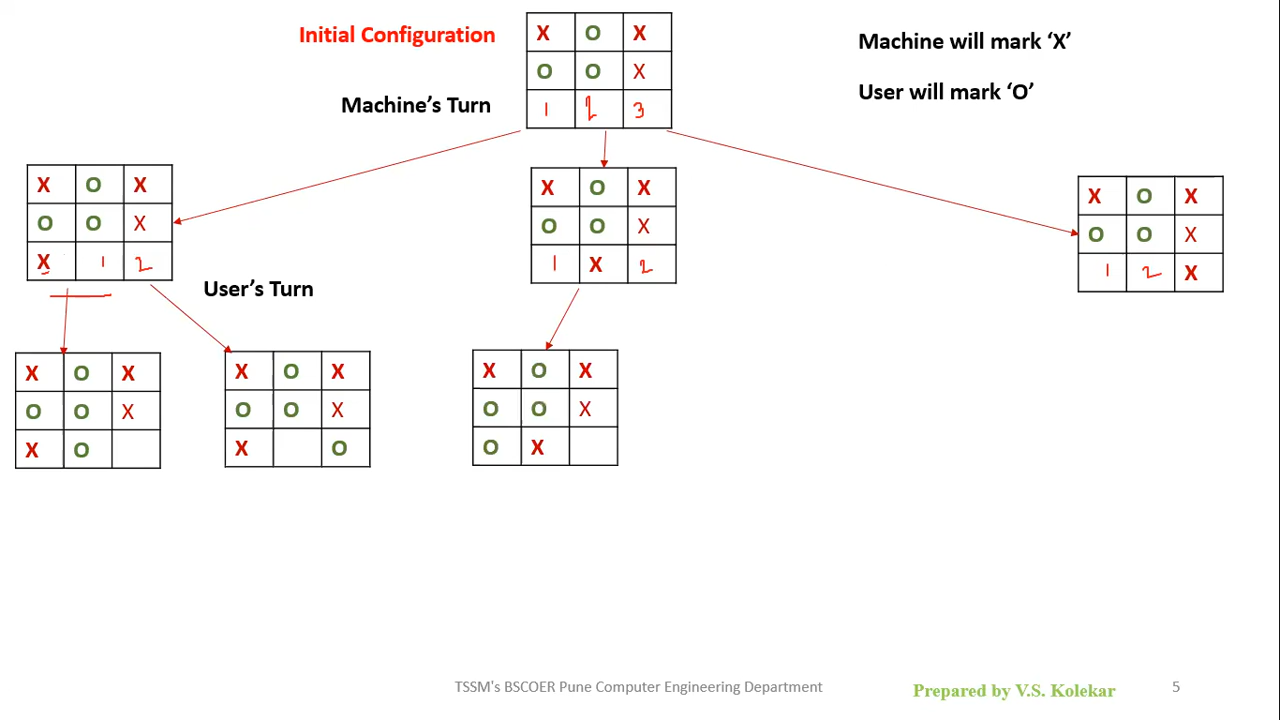 Initial Configuration
X O X
Machine will mark ‘X’
O O X
User will mark ‘O’
Machine's Turn
1 2 3
X O X
O O X
X 1 2
X O X
O O X
1 X 2
X O X
O O X
1 2 X
User's Turn
X O X
O O X
X O
X O X
O O X
X O
X O X
O O X
O X
TSSM's BSCOER Pune Computer Engineering Department
Prepared by V.S. Kolekar
5